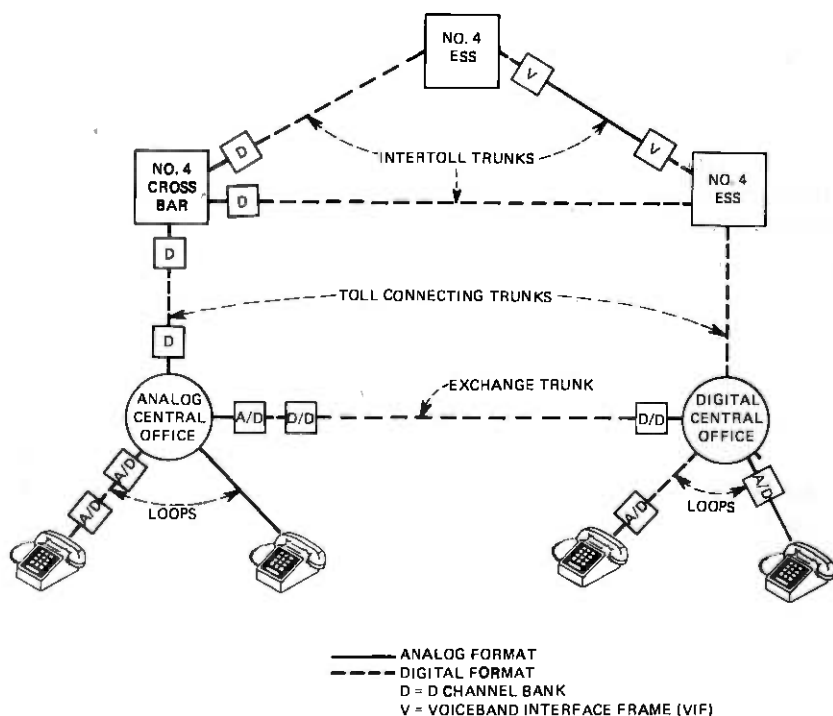 NO. 4
ESS
V
V
D
INTERTOLL TRUNKS
NO. 4
CROSS
BAR
D
NO. 4
ESS
D
TOLL CONNECTING TRUNKS
D
EXCHANGE TRUNK
ANALOG
CENTRAL
OFFICE
A/D
D/D
D/D
DIGITAL
CENTRAL
OFFICE
A/D
A/D
LOOPS
A/D
LOOPS
A/D
ANALOG FORMAT
DIGITAL FORMAT
D = D CHANNEL BANK
V = VOICEBAND INTERFACE FRAME (VIF)